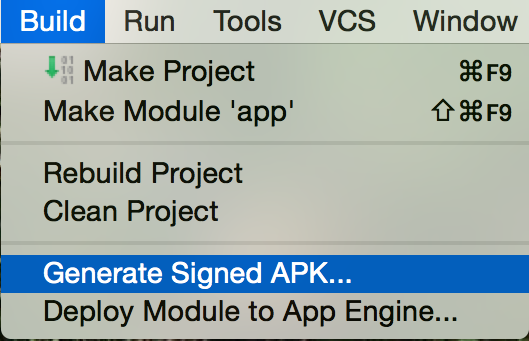 Build Run Tools VCS Window
Make Project ⌘F9
Make Module 'app' ⇧⌘F9
Rebuild Project
Clean Project
Generate Signed APK...
Deploy Module to App Engine...